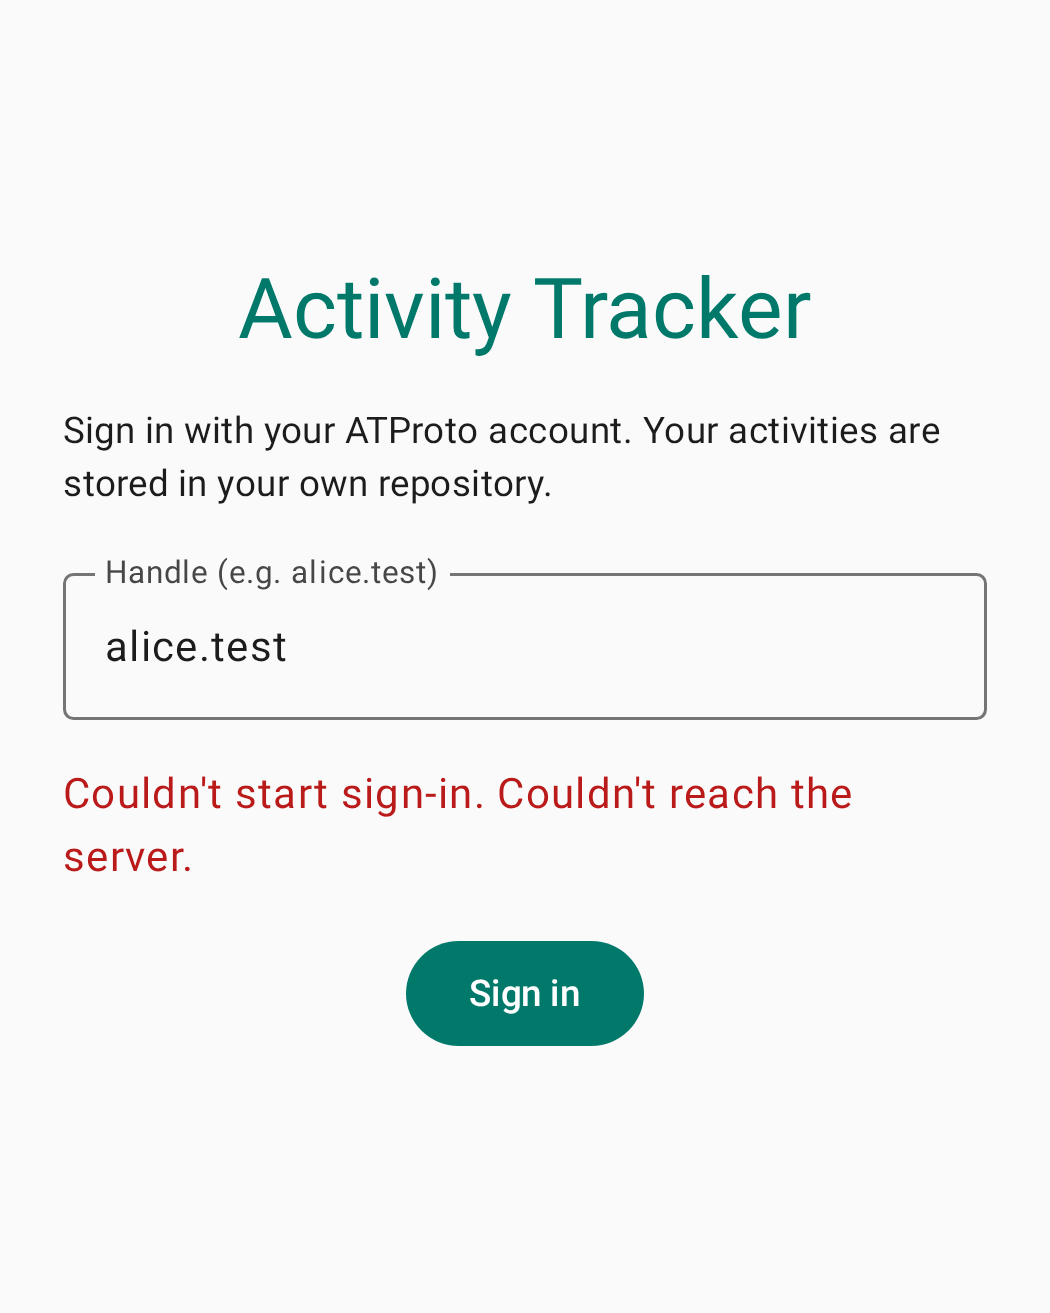 Activity Tracker
Sign in with your ATProto account. Your activities are
stored in your own repository.
Handle (e.g. alice.test)
alice.test
Couldn't start sign-in. Couldn't reach the
server.
Sign in